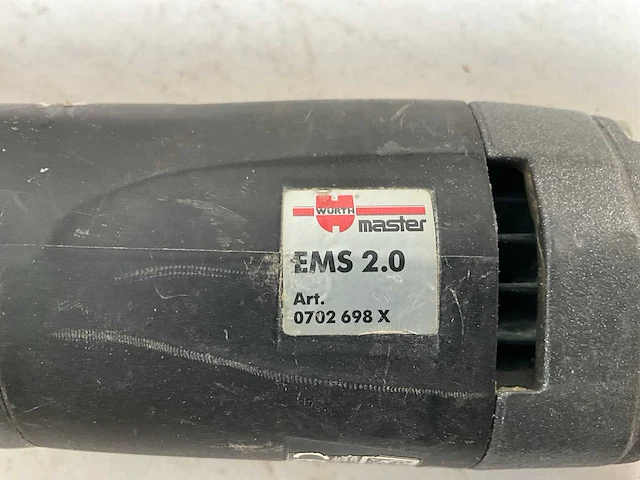 WÜRTH
master
EMS 2.0
Art.
0702 698 X